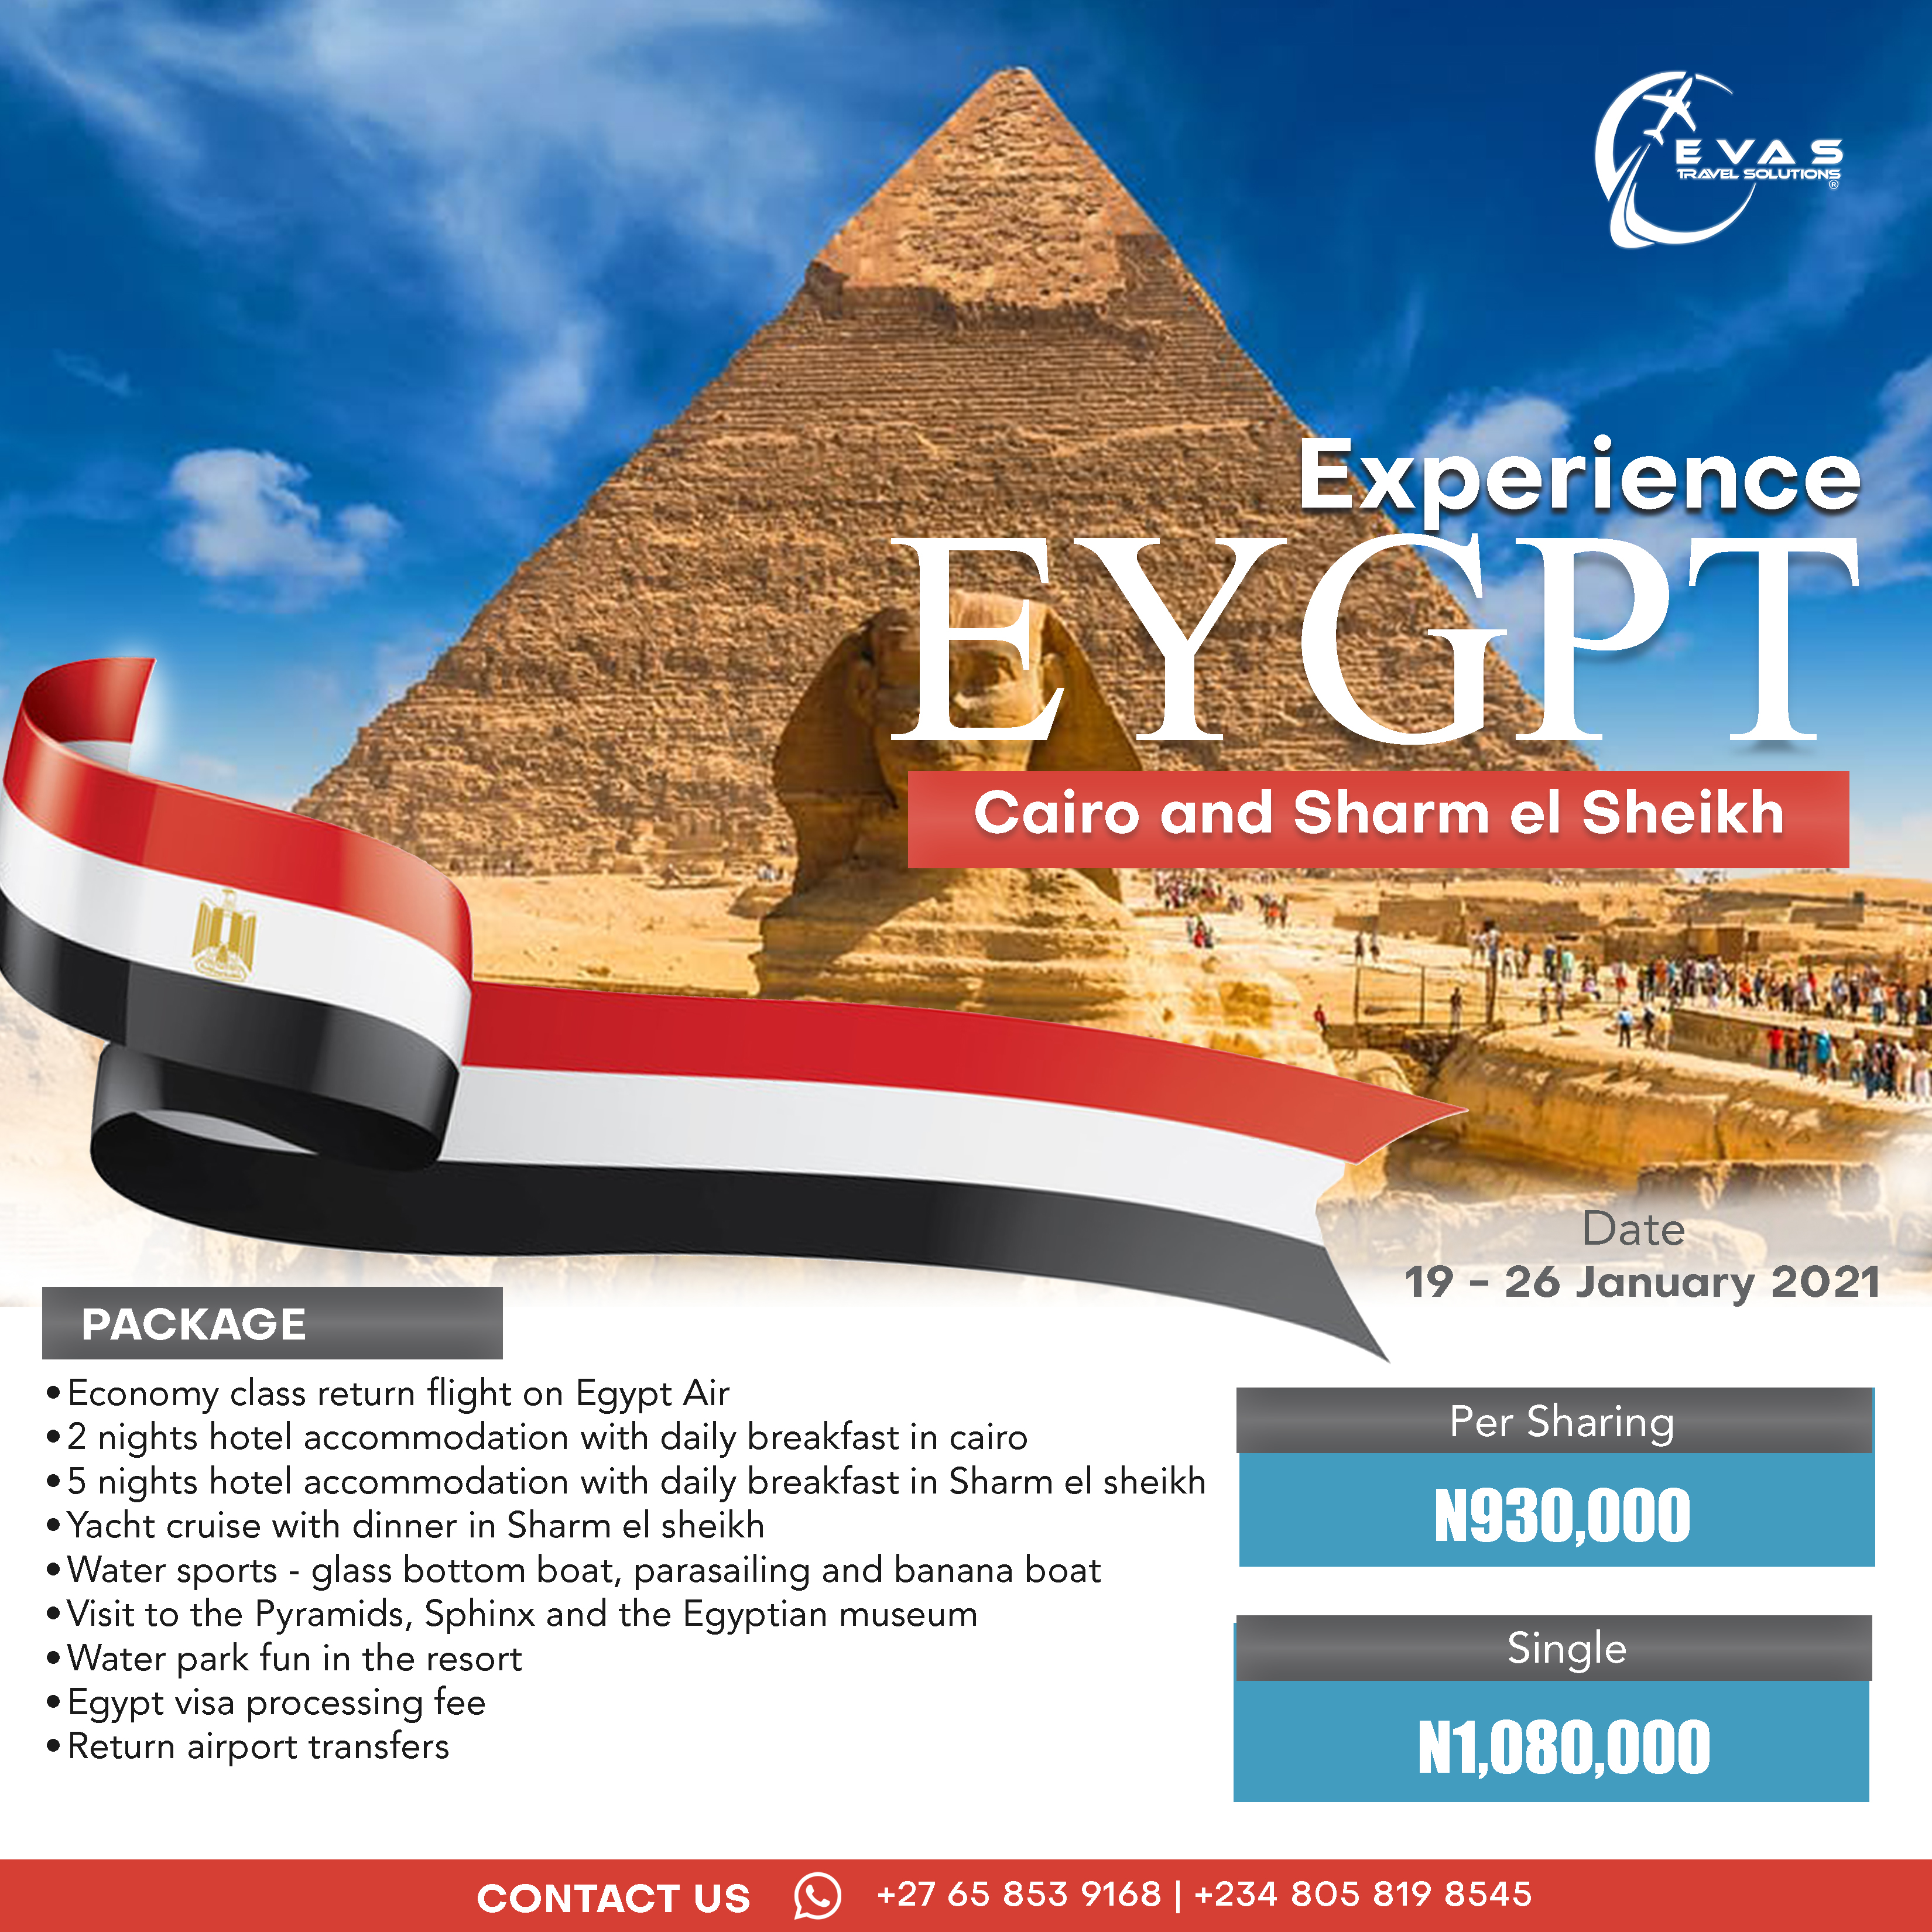 EVAS
TRAVEL SOLUTIONS
®
Experience
EYGPT
Cairo and Sharm el Sheikh
Date
19 - 26 January 2021
PACKAGE
•Economy class return flight on Egypt Air
•2 nights hotel accommodation with daily breakfast in cairo
•5 nights hotel accommodation with daily breakfast in Sharm el sheikh
•Yacht cruise with dinner in Sharm el sheikh
•Water sports - glass bottom boat, parasailing and banana boat
•Visit to the Pyramids, Sphinx and the Egyptian museum
•Water park fun in the resort
•Egypt visa processing fee
•Return airport transfers
Per Sharing
N930,000
Single
N1,080,000
CONTACT US +27 65 853 9168 | +234 805 819 8545